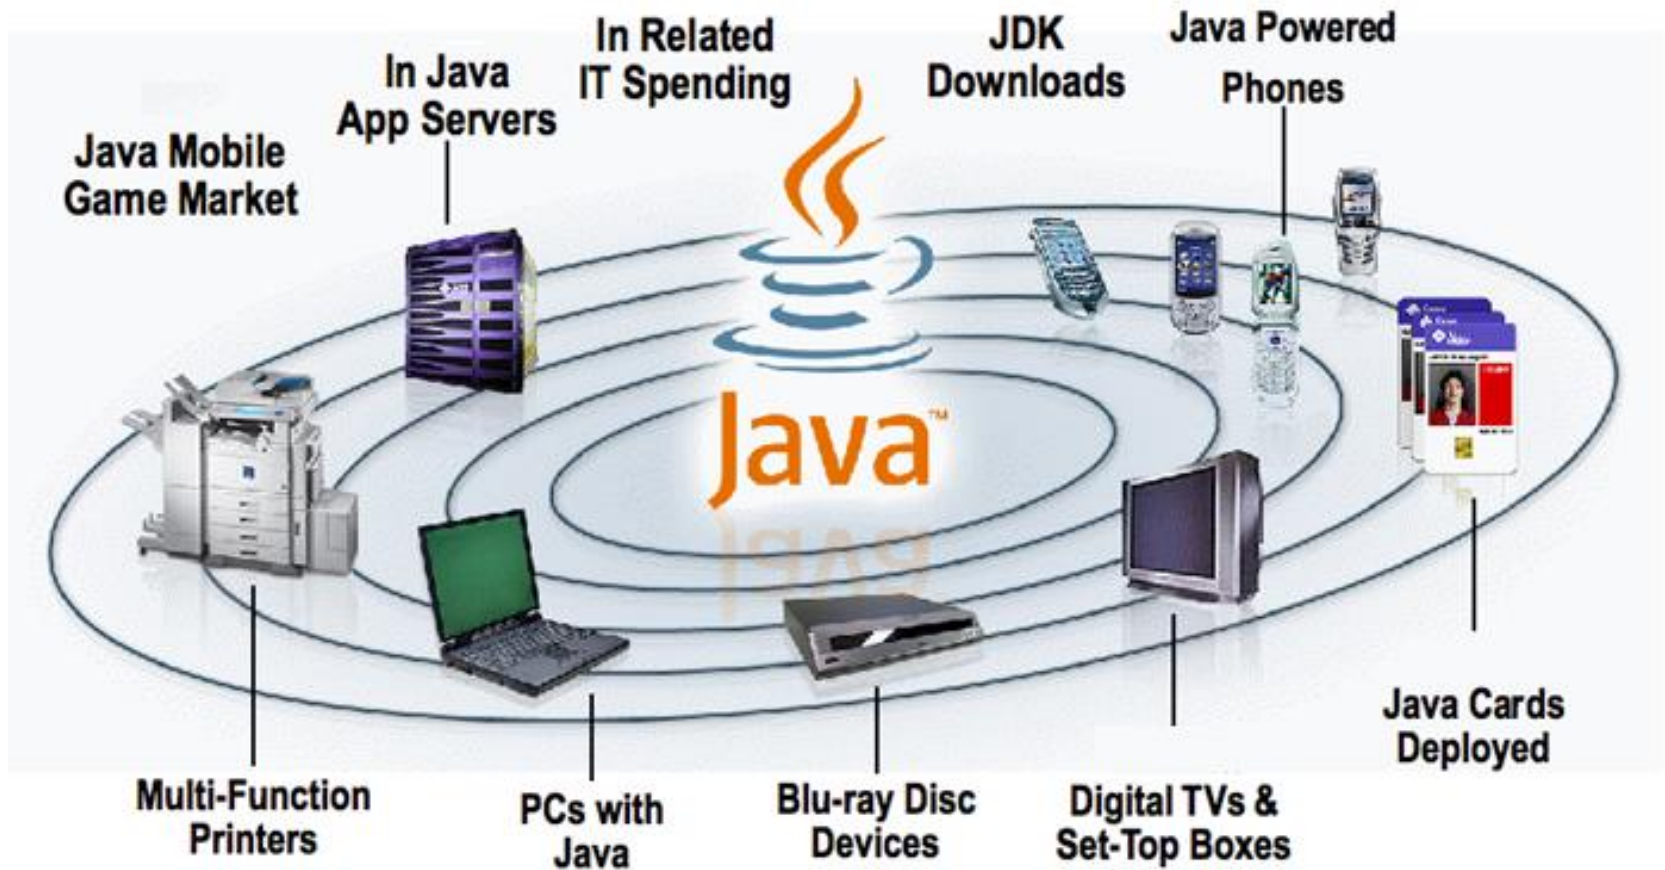 In Related
IT Spending
JDK
Downloads
Java Powered
Phones
In Java
App Servers
Java Mobile
Game Market
Java™
Java Cards
Deployed
Multi-Function
Printers
PCs with
Java
Blu-ray Disc
Devices
Digital TVs &
Set-Top Boxes